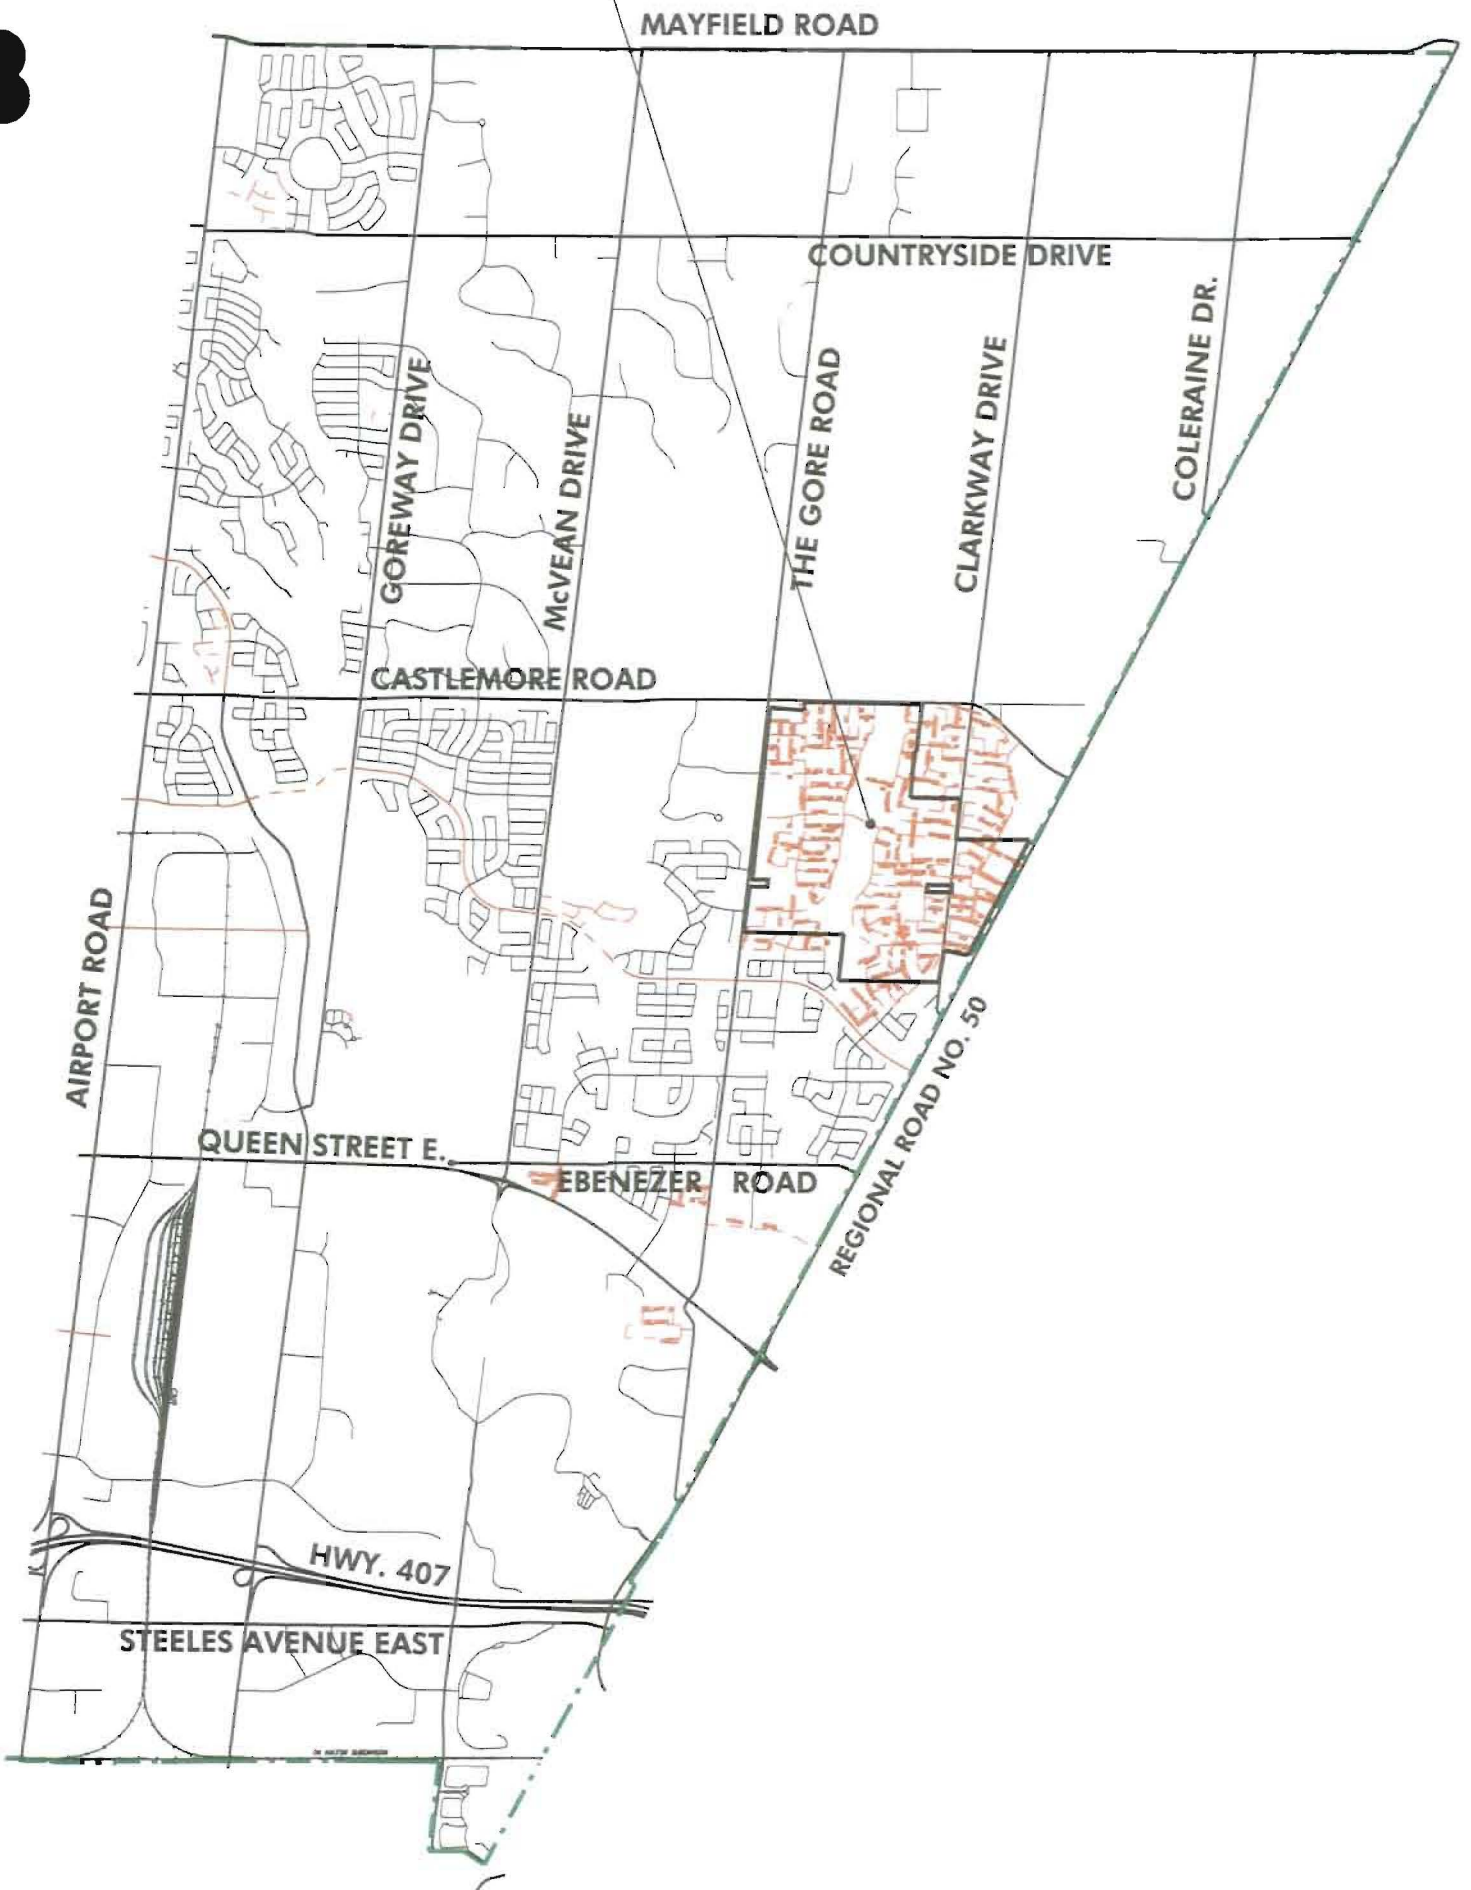 MAYFIELD ROAD
COUNTRYSIDE DRIVE
COLERAINE DR.
CLARKWAY DRIVE
THE GORE ROAD
GOREWAY DRIVE
McVEAN DRIVE
CASTLEMORE ROAD
AIRPORT ROAD
REGIONAL ROAD NO. 50
QUEEN STREET E.
EBENEZER ROAD
HWY. 407
STEELES AVENUE EAST